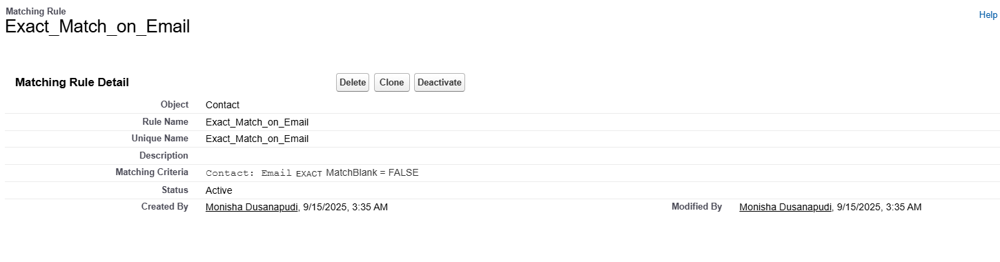 Matching Rule
Exact_Match_on_Email
Help
Matching Rule Detail
Delete Clone Deactivate
Object Contact
Rule Name Exact_Match_on_Email
Unique Name Exact_Match_on_Email
Description
Matching Criteria Contact: Email EXACT MatchBlank = FALSE
Status Active
Created By Monisha Dusanapudi, 9/15/2025, 3:35 AM Modified By Monisha Dusanapudi, 9/15/2025, 3:35 AM